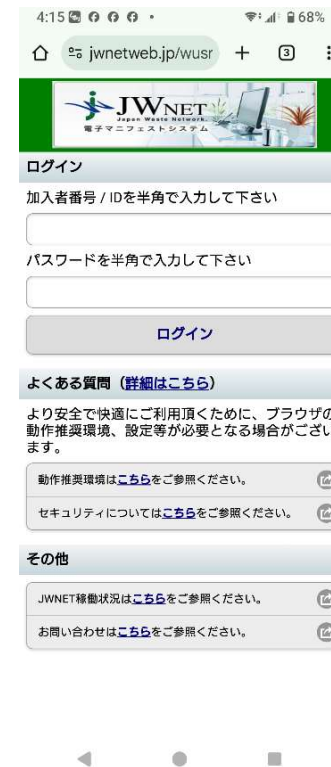 4:15
68%
jwnetweb.jp/wusr
3
JWNET
Japan Waste Network.
電子マニフェストシステム
ログイン
加入者番号 / IDを半角で入力して下さい
パスワードを半角で入力して下さい
ログイン
よくある質問（詳細はこちら）
より安全で快適にご利用頂くために、ブラウザの
動作推奨環境、設定等が必要となる場合がござい
ます。
動作推奨環境はこちらをご参照ください。
セキュリティについてはこちらをご参照ください。
その他
JWNET稼働状況はこちらをご参照ください。
お問い合わせはこちらをご参照ください。